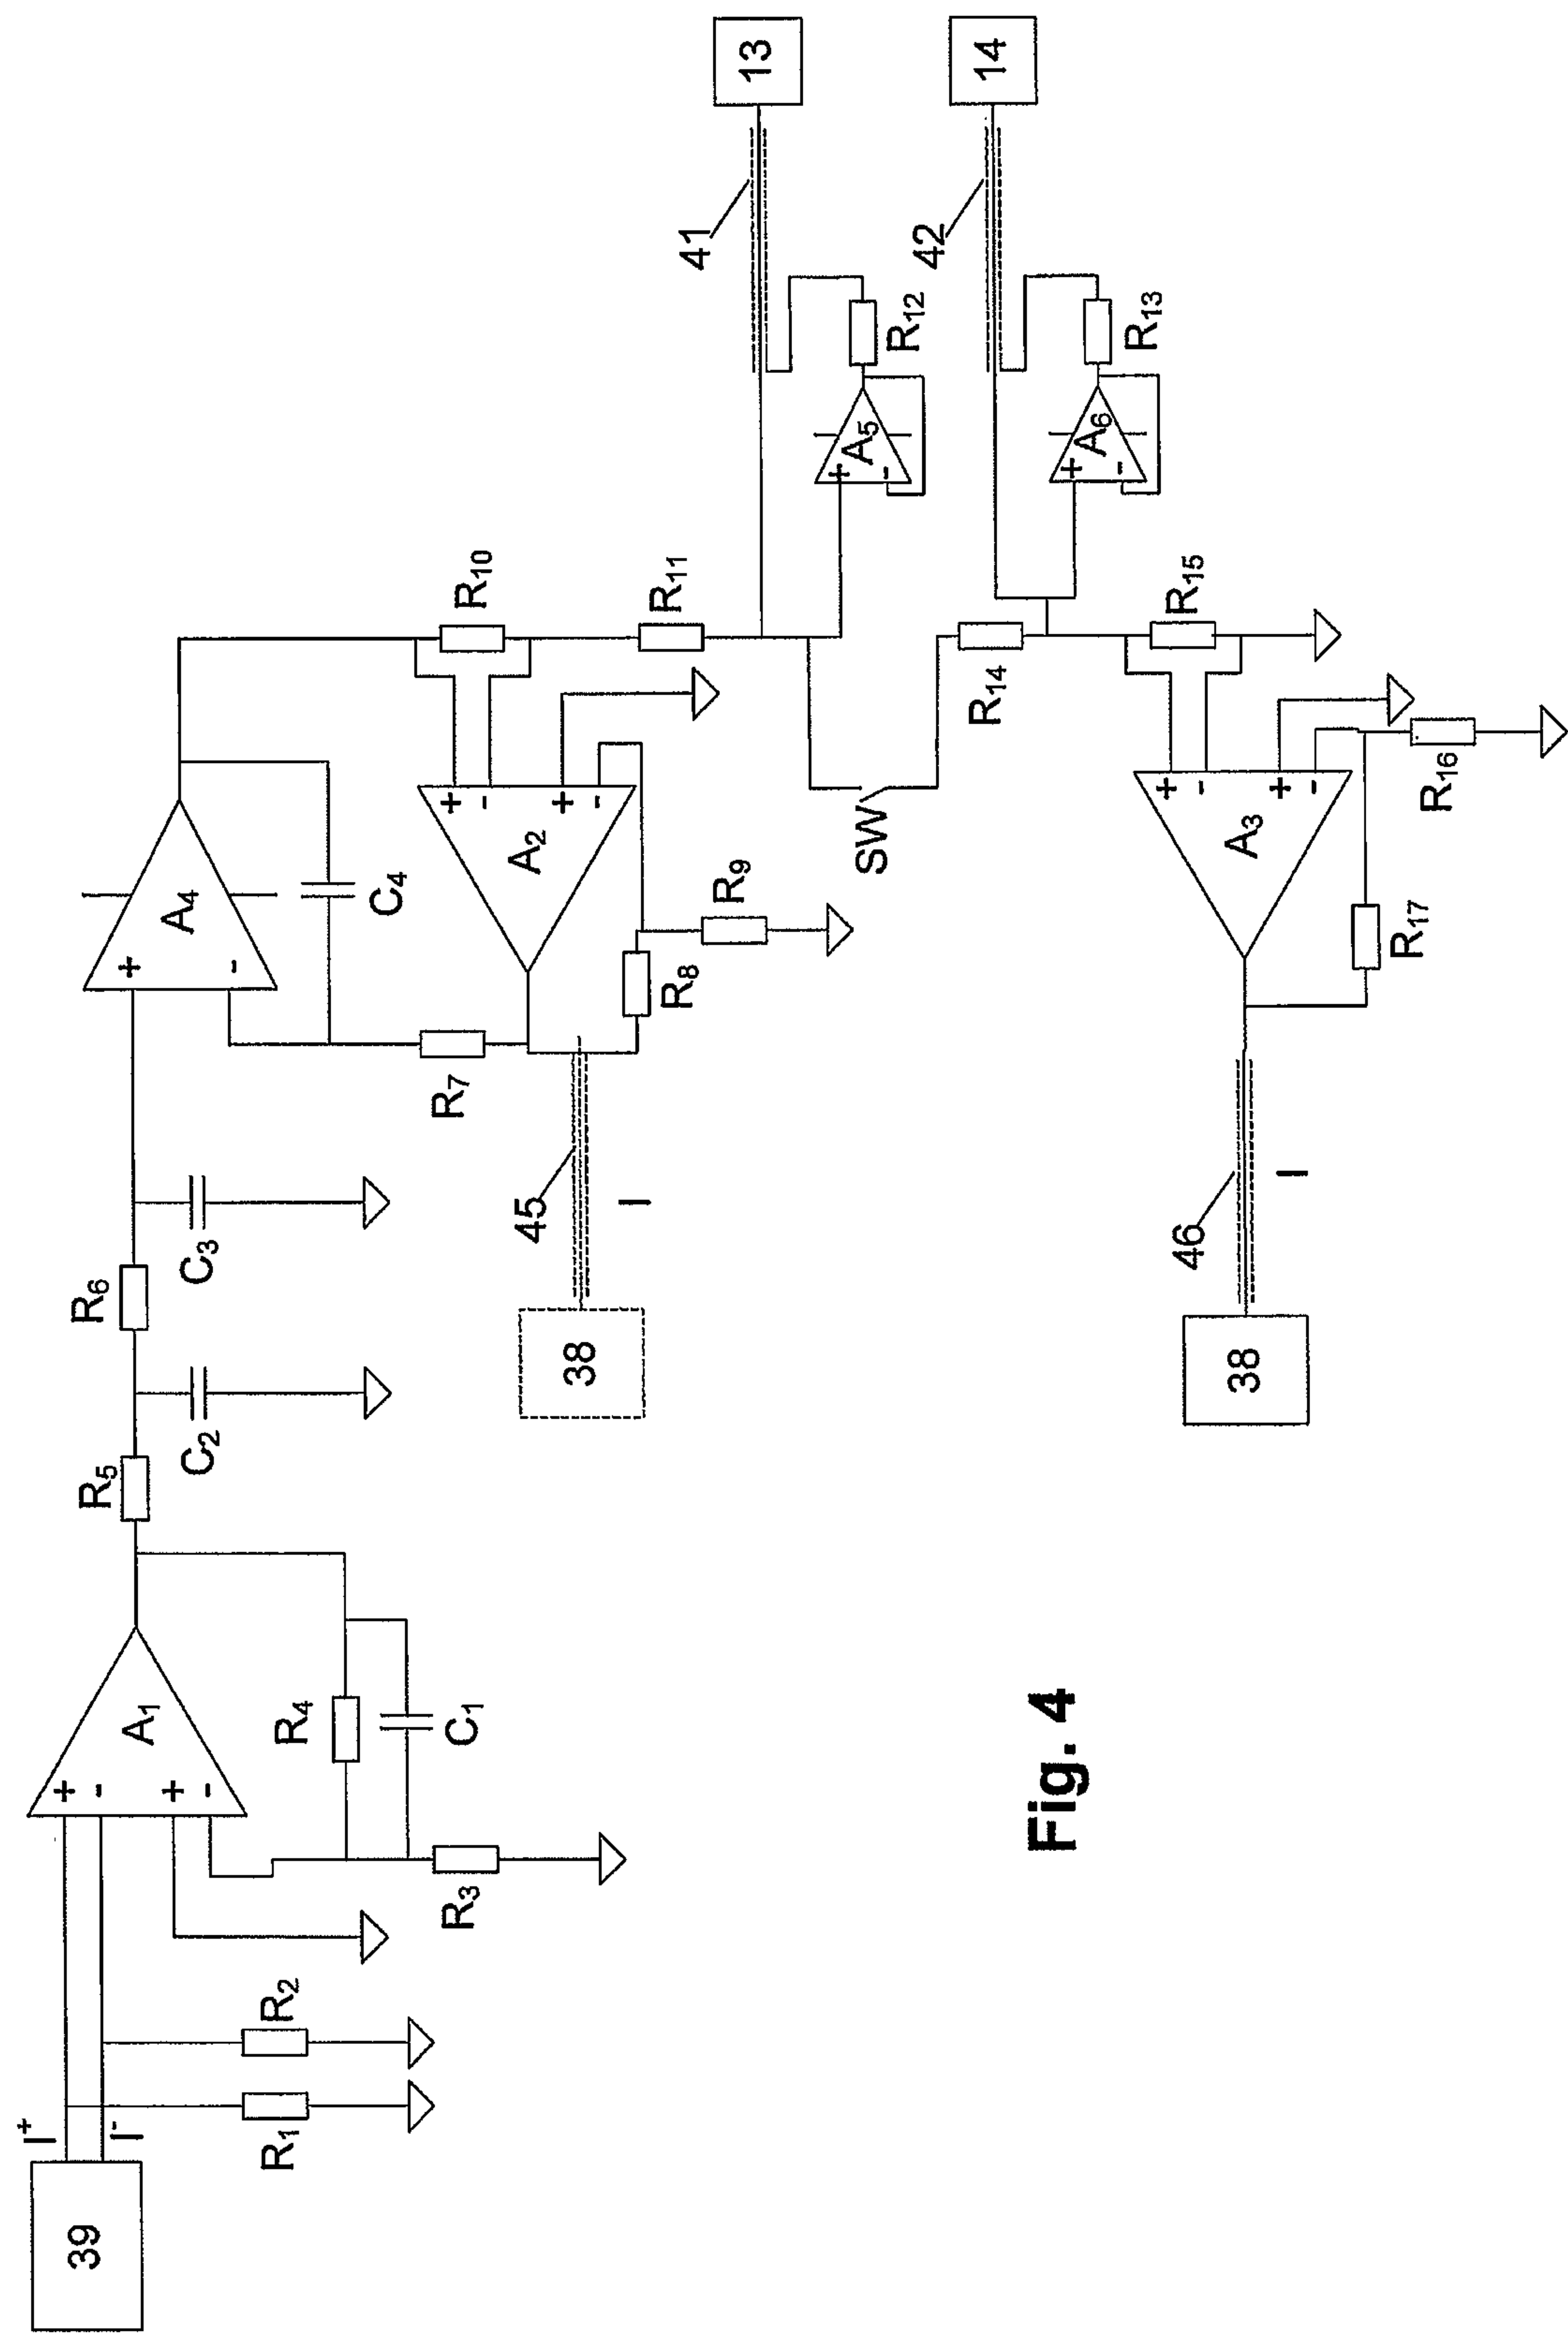 39
I⁺
I⁻
R₁
R₂
+
-
+
-
A₁
R₃
R₄
C₁
R₅
C₂
R₆
C₃
+
-
A₄
C₄
R₇
38
45
I
+
-
+
-
A₂
R₈
R₉
R₁₀
R₁₁
+
-
A₅
R₁₂
41
13
SW
R₁₄
+
-
A₆
R₁₃
42
14
R₁₅
+
-
+
-
A₃
R₁₆
R₁₇
46
I
38
Fig. 4